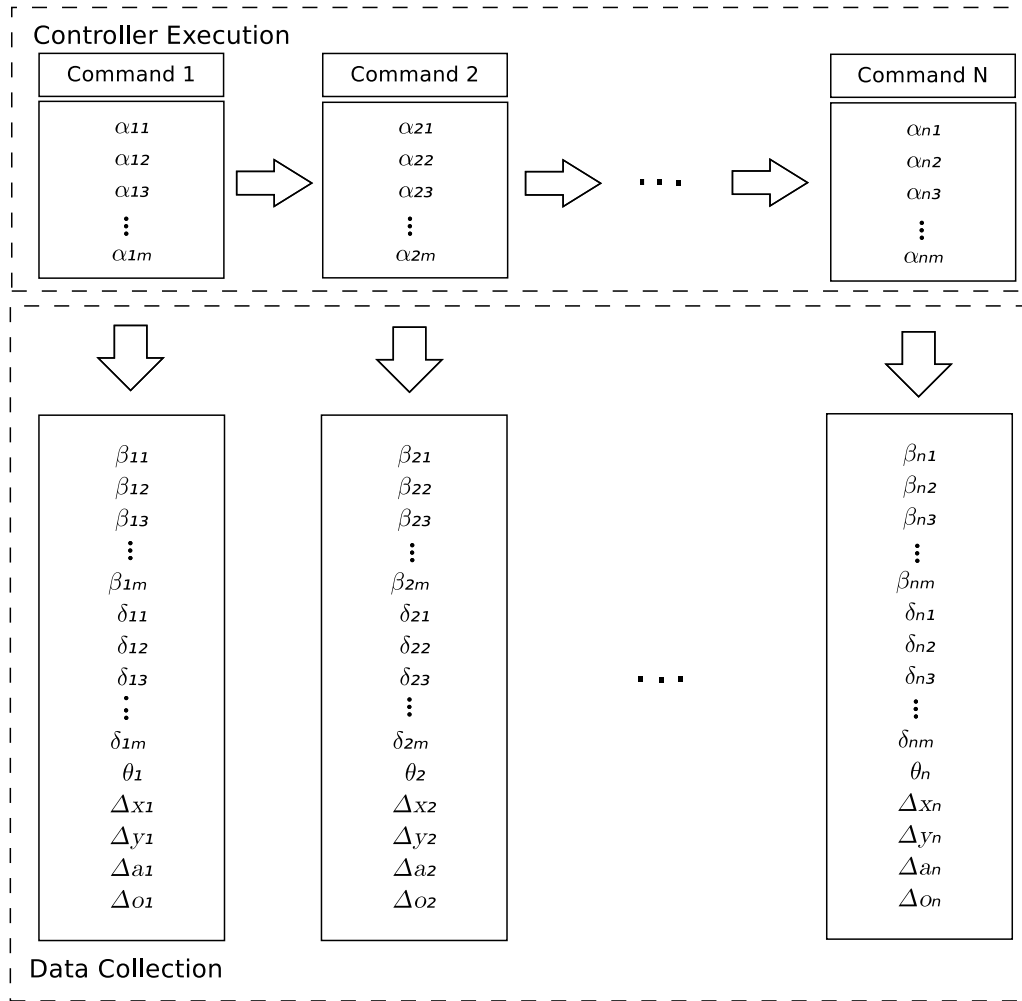 Controller Execution
Command 1
α11
α12
α13
⋮
α1m
Command 2
α21
α22
α23
⋮
α2m
...
Command N
αn1
αn2
αn3
⋮
αnm
β11
β12
β13
⋮
β1m
δ11
δ12
δ13
⋮
δ1m
θ1
Δx1
Δy1
Δa1
Δo1
β21
β22
β23
⋮
β2m
δ21
δ22
δ23
⋮
δ2m
θ2
Δx2
Δy2
Δa2
Δo2
...
βn1
βn2
βn3
⋮
βnm
δn1
δn2
δn3
⋮
δnm
θn
Δxn
Δyn
Δan
Δon
Data Collection